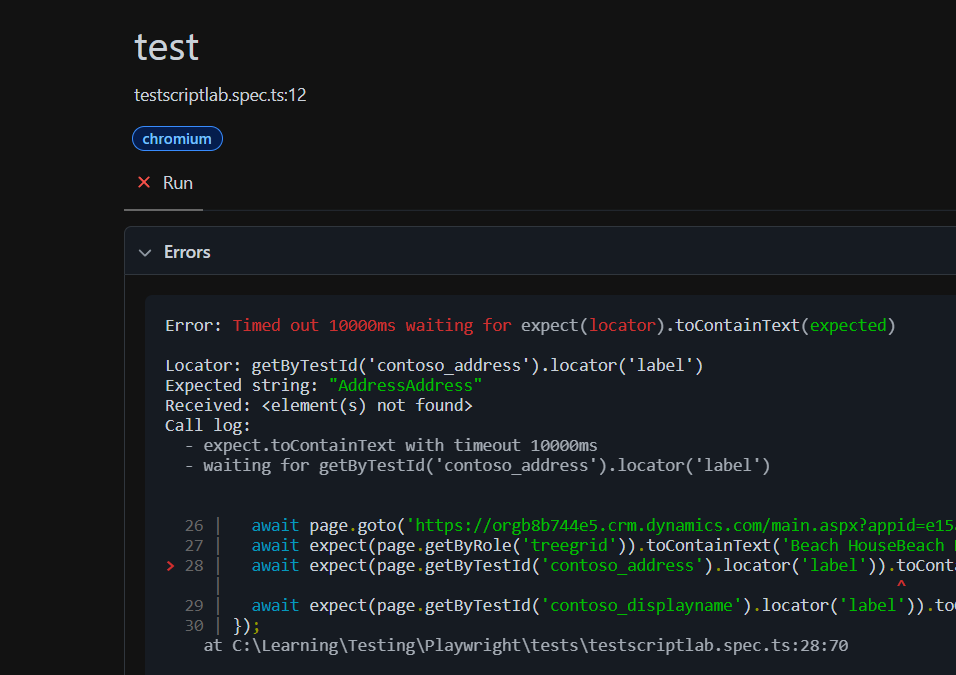 test
testscriptlab.spec.ts:12
chromium
✕ Run
Errors
Error: Timed out 10000ms waiting for expect(locator).toContainText(expected)
Locator: getByTestId('contoso_address').locator('label')
Expected string: "AddressAddress"
Received: <element(s) not found>
Call log:
- expect.toContainText with timeout 10000ms
- waiting for getByTestId('contoso_address').locator('label')
26 | await page.goto('https://orgb8b744e5.crm.dynamics.com/main.aspx?appid=e15
27 | await expect(page.getByRole('treegrid')).toContainText('Beach HouseBeach
> 28 | await expect(page.getByTestId('contoso_address').locator('label')).toCont
| ^
29 | await expect(page.getByTestId('contoso_displayname').locator('label')).to
30 | });
at C:\Learning\Testing\Playwright\tests\testscriptlab.spec.ts:28:70